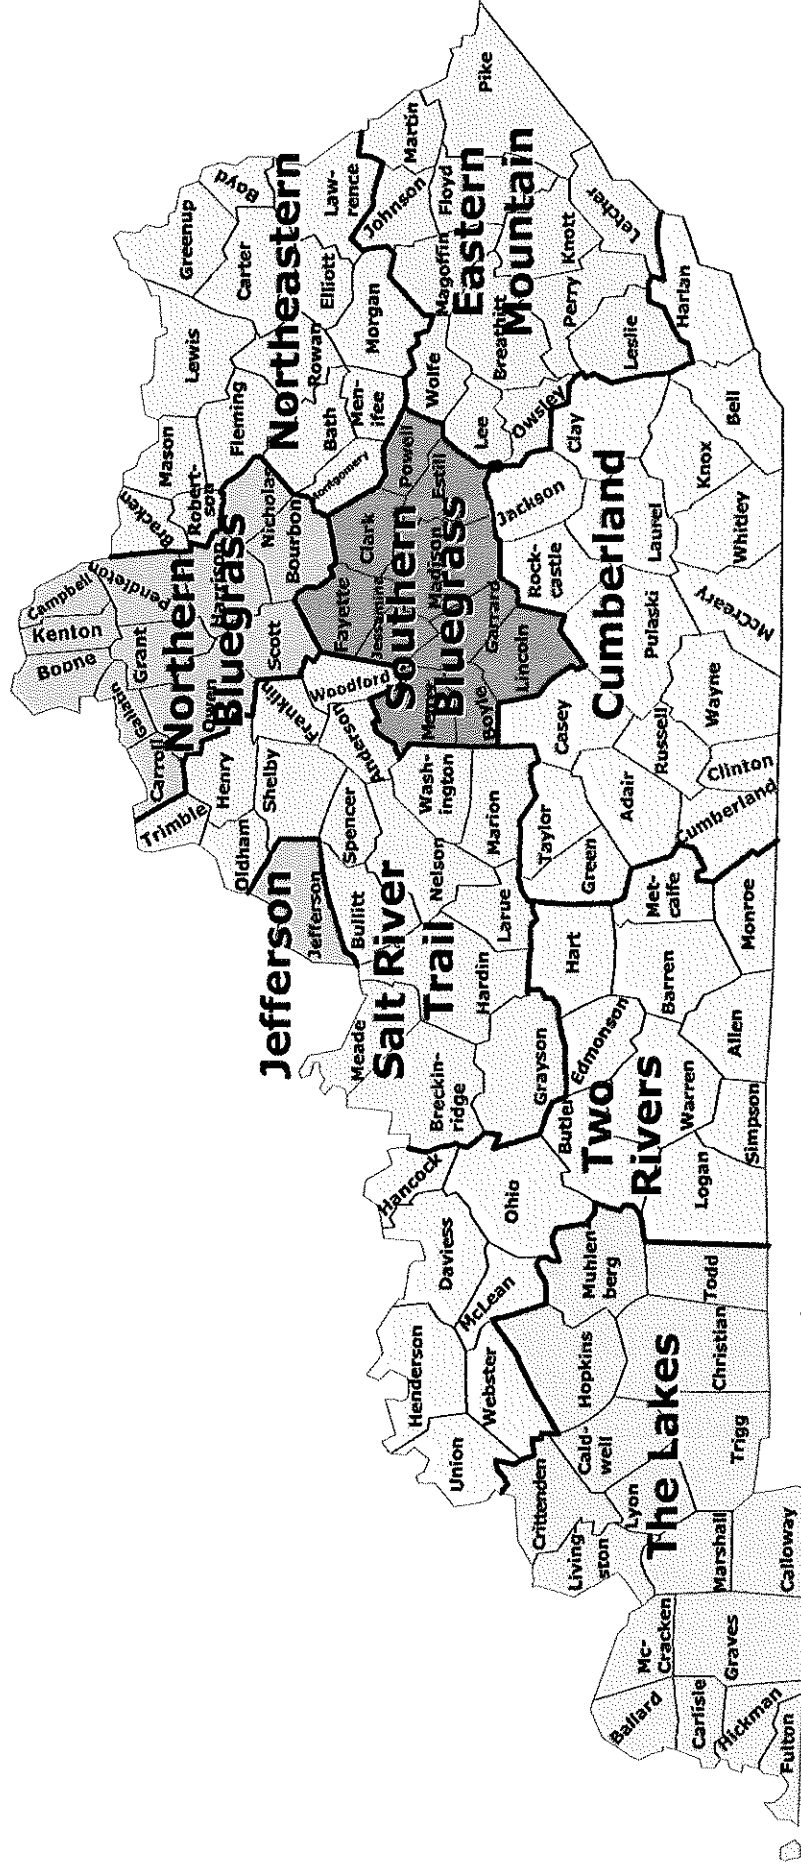 Northern
Bluegrass
Campbell
Kenton
Boone
Pendleton
Grant
Gallatin
Carroll
Owen
Harrison
Scott
Nicholas
Bourbon
Northeastern
Greenup
Boyd
Lewis
Carter
Law-
rence
Mason
Bracken
Robert-
son
Fleming
Rowan
Elliott
Bath
Men-
ifee
Morgan
Montgomery
Eastern
Mountain
Johnson
Martin
Pike
Floyd
Magoffin
Wolfe
Breathitt
Knott
Letcher
Perry
Leslie
Lee
Owsley
Southern
Bluegrass
Fayette
Clark
Powell
Estill
Jessamine
Madison
Mercer
Garrard
Boyle
Lincoln
Cumberland
Jackson
Clay
Rock-
castle
Laurel
Knox
Harlan
Bell
Whitley
McCreary
Pulaski
Wayne
Casey
Russell
Clinton
Cumberland
Adair
Taylor
Green
Jefferson
Jefferson
Salt River
Trail
Trimble
Henry
Oldham
Shelby
Franklin
Woodford
Anderson
Spencer
Bullitt
Nelson
Wash-
ington
Marion
Larue
Hardin
Meade
Breckin-
ridge
Grayson
Two
Rivers
Hart
Met-
calfe
Monroe
Barren
Edmonson
Allen
Warren
Butler
Simpson
Logan
Ohio
Hancock
Daviess
McLean
Henderson
Webster
Union
The Lakes
Muhlen
berg
Todd
Hopkins
Christian
Cald-
well
Trigg
Crittenden
Lyon
Living-
ston
Marshall
Calloway
Mc-
Cracken
Graves
Ballard
Carlisle
Hickman
Fulton